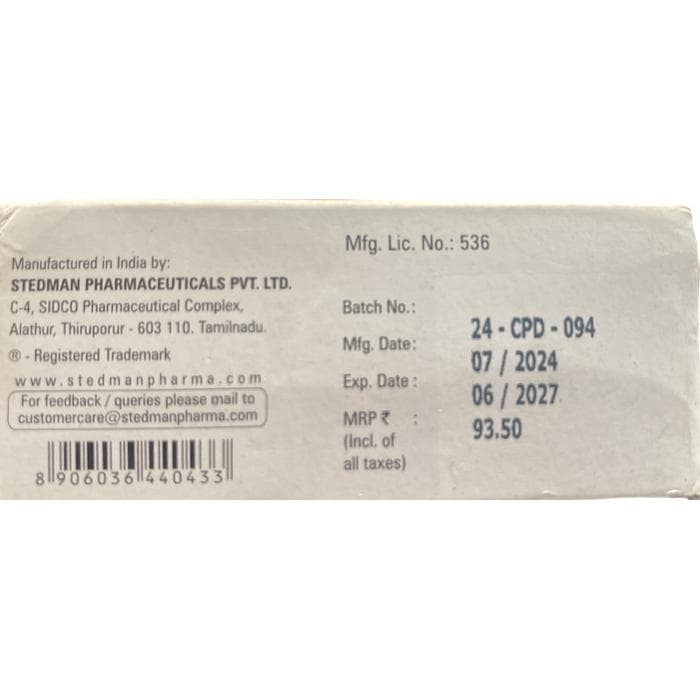 Manufactured in India by:
STEDMAN PHARMACEUTICALS PVT. LTD.
C-4, SIDCO Pharmaceutical Complex,
Alathur, Thiruporur - 603 110. Tamilnadu.
® - Registered Trademark
www.stedmanpharma.com
For feedback / queries please mail to
customercare@stedmanpharma.com
8 906036 440433
Mfg. Lic. No.: 536
Batch No.: 24 - CPD - 094
Mfg. Date: 07 / 2024
Exp. Date : 06 / 2027
MRP ₹ : 93.50
(Incl. of
all taxes)